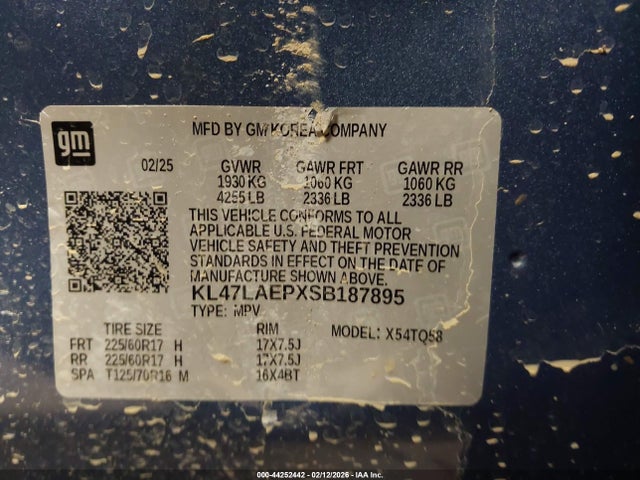 MFD BY GM KOREA COMPANY
gm
02/25 GVWR GAWR FRT GAWR RR
1930 KG 1060 KG 1060 KG
4255 LB 2336 LB 2336 LB
THIS VEHICLE CONFORMS TO ALL
APPLICABLE U.S. FEDERAL MOTOR
VEHICLE SAFETY AND THEFT PREVENTION
STANDARDS IN EFFECT ON THE DATE OF
MANUFACTURE SHOWN ABOVE.
KL47LAEPXSB187895
TYPE: MPV
TIRE SIZE RIM MODEL: X54TQ58
FRT 225/60R17 H 17X7.5J
RR 225/60R17 H 17X7.5J
SPA T125/70R16 M 16X4BT
000-44252442 - 02/12/2026 - IAA Inc.